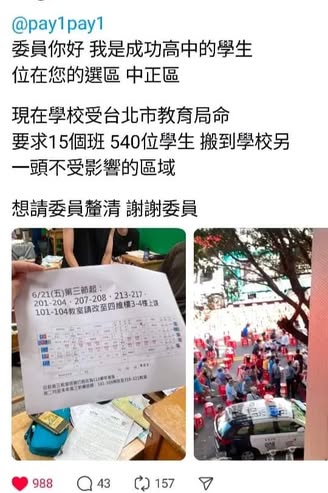 @pay1pay1
委員你好 我是成功高中的學生
位在您的選區 中正區
現在學校受台北市教育局命
要求15個班 540位學生 搬到學校另
一頭不受影響的區域
想請委員釐清 謝謝委員
6/21(五)第三節起：
201-204、207-208、213-217、
101-104教室請改至四維樓3-4樓上課
988
43
157